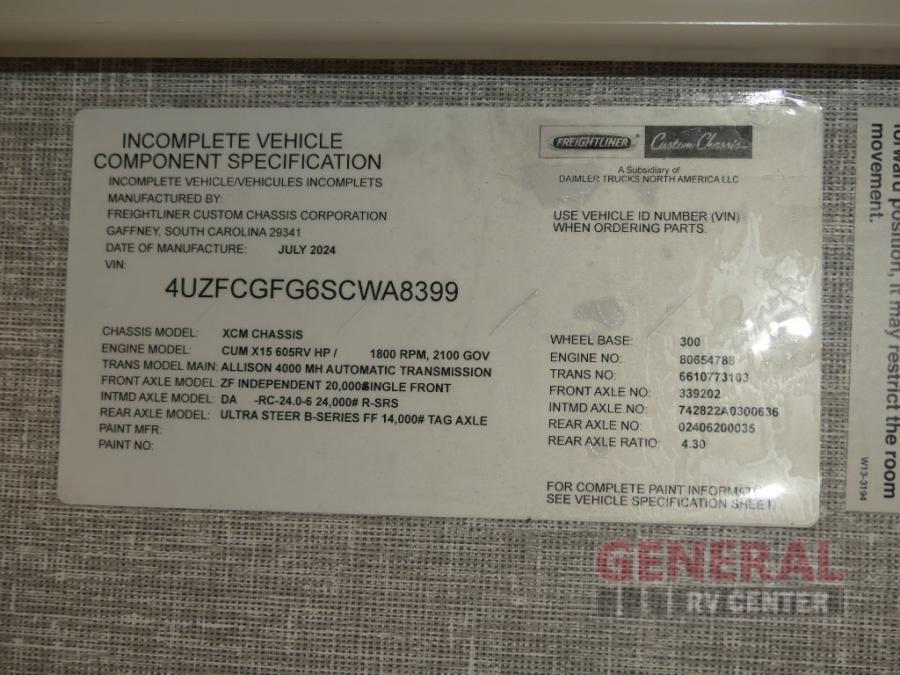 INCOMPLETE VEHICLE
COMPONENT SPECIFICATION
INCOMPLETE VEHICLE/VEHICULES INCOMPLETS
MANUFACTURED BY:
FREIGHTLINER CUSTOM CHASSIS CORPORATION
GAFFNEY, SOUTH CAROLINA 29341
DATE OF MANUFACTURE: JULY 2024
VIN:
4UZFCGFG6SCWA8399
FREIGHTLINER Custom Chassis
A Subsidiary of
DAIMLER TRUCKS NORTH AMERICA LLC
USE VEHICLE ID NUMBER (VIN)
WHEN ORDERING PARTS.
CHASSIS MODEL: XCM CHASSIS
ENGINE MODEL: CUM X15 605RV HP / 1800 RPM, 2100 GOV
TRANS MODEL MAIN: ALLISON 4000 MH AUTOMATIC TRANSMISSION
FRONT AXLE MODEL: ZF INDEPENDENT 20,000# SINGLE FRONT
INTMD AXLE MODEL: DA -RC-24.0-6 24,000# R-SRS
REAR AXLE MODEL: ULTRA STEER B-SERIES FF 14,000# TAG AXLE
PAINT MFR:
PAINT NO:
WHEEL BASE: 300
ENGINE NO: 80654788
TRANS NO: 6610773103
FRONT AXLE NO: 339202
INTMD AXLE NO: 742822A0300636
REAR AXLE NO: 02406200035
REAR AXLE RATIO: 4.30
FOR COMPLETE PAINT INFORMATION
SEE VEHICLE SPECIFICATION SHEET.
forward position, it may restrict the room
movement.
W13-3194
GENERAL
RV CENTER